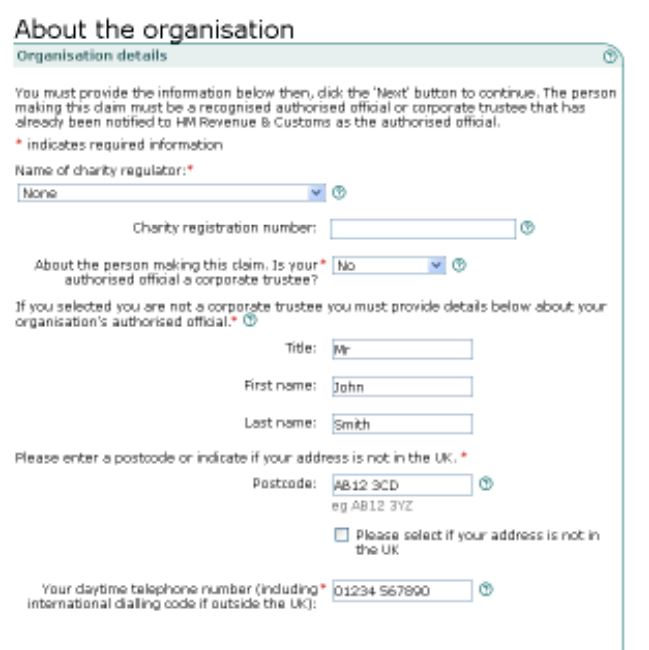 About the organisation
Organisation details
You must provide the information below then, click the 'Next' button to continue. The person
making this claim must be a recognised authorised official or corporate trustee that has
already been notified to HM Revenue & Customs as the authorised official.
* indicates required information
Name of charity regulator:*
None
Charity registration number:
About the person making this claim. Is your* No
authorised official a corporate trustee?
If you selected you are not a corporate trustee you must provide details below about your
organisation's authorised official.*
Title: Mr
First name: John
Last name: Smith
Please enter a postcode or indicate if your address is not in the UK. *
Postcode: AB12 3CD
eg AB12 3YZ
Please select if your address is not in
the UK
Your daytime telephone number (including* 01234 567890
international dialling code if outside the UK):